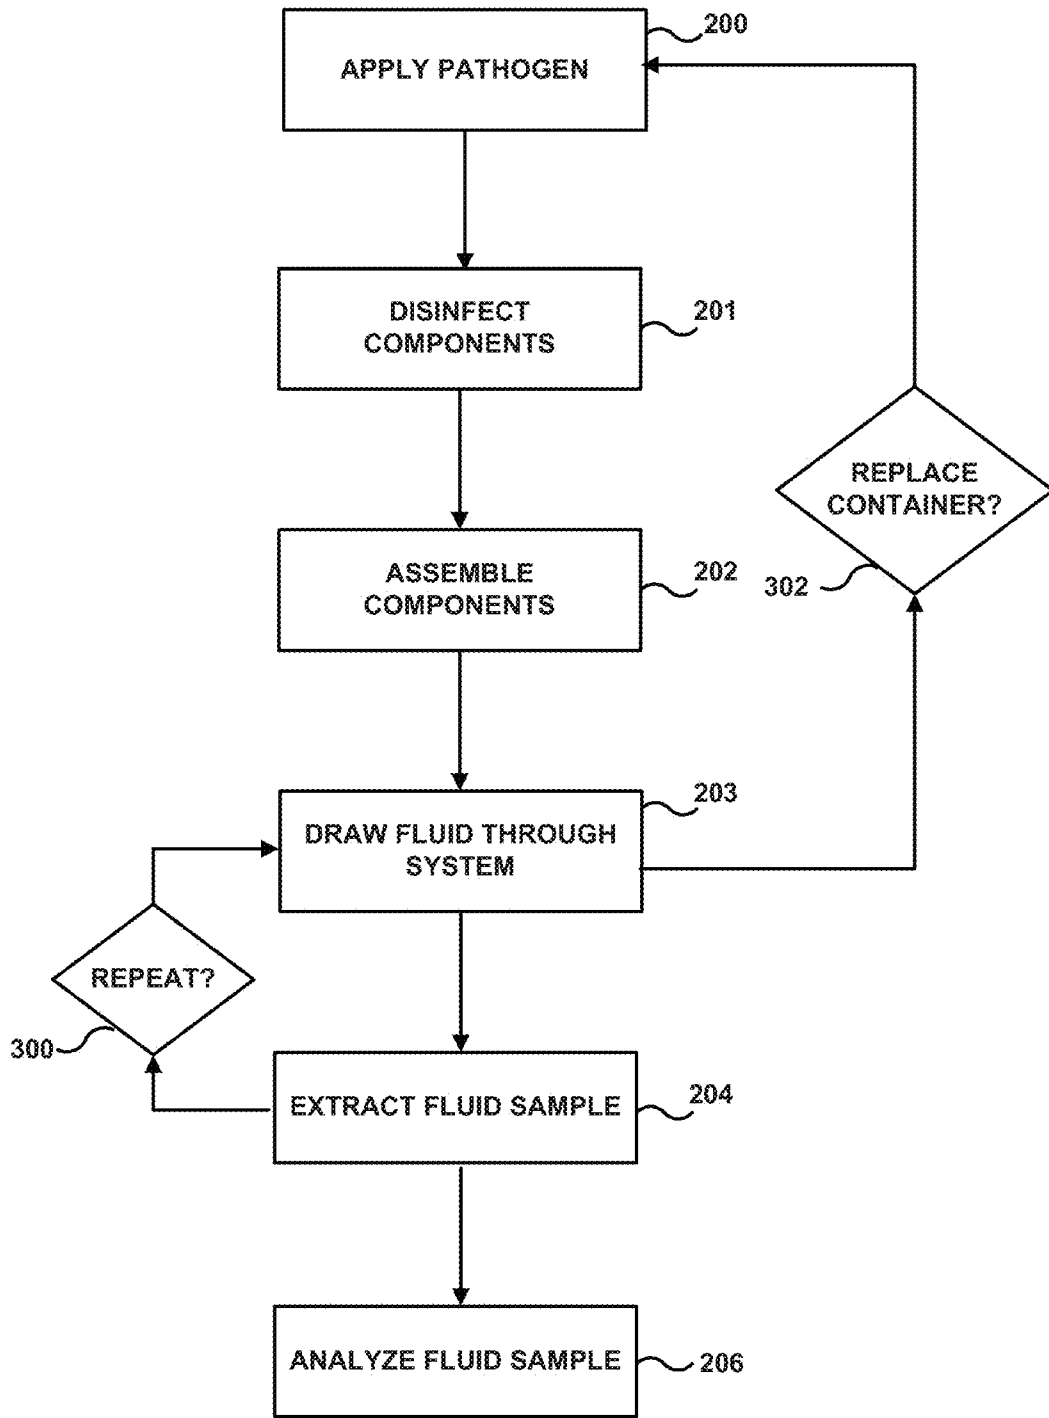 200
APPLY PATHOGEN
DISINFECT
COMPONENTS
201
REPLACE
CONTAINER?
302
ASSEMBLE
COMPONENTS
202
203
DRAW FLUID THROUGH
SYSTEM
REPEAT?
300
EXTRACT FLUID SAMPLE
204
ANALYZE FLUID SAMPLE
206